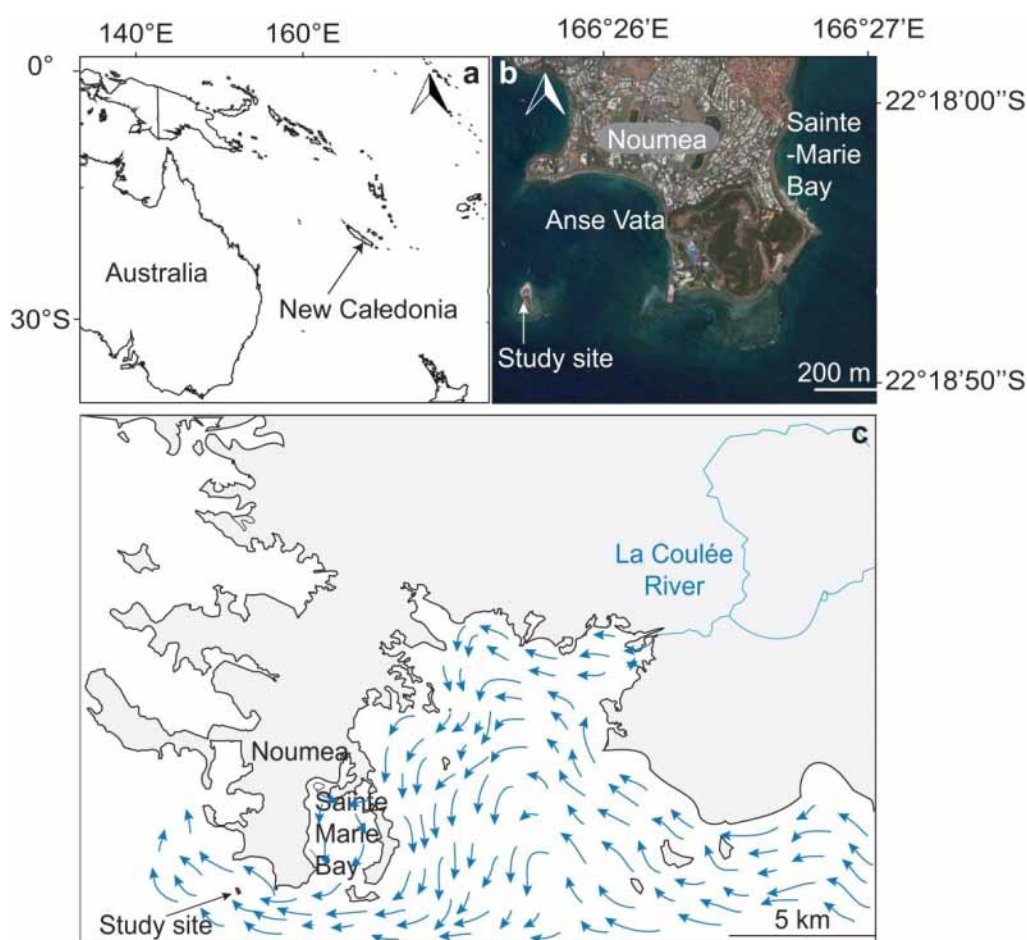 140°E
160°E
166°26'E
166°27'E
0°
a
b
22°18'00''S
Noumea
Sainte
-Marie
Bay
Anse Vata
Australia
New Caledonia
30°S
Study site
200 m
22°18'50''S
c
La Coulée
River
Noumea
Sainte
Marie
Bay
Study site
5 km